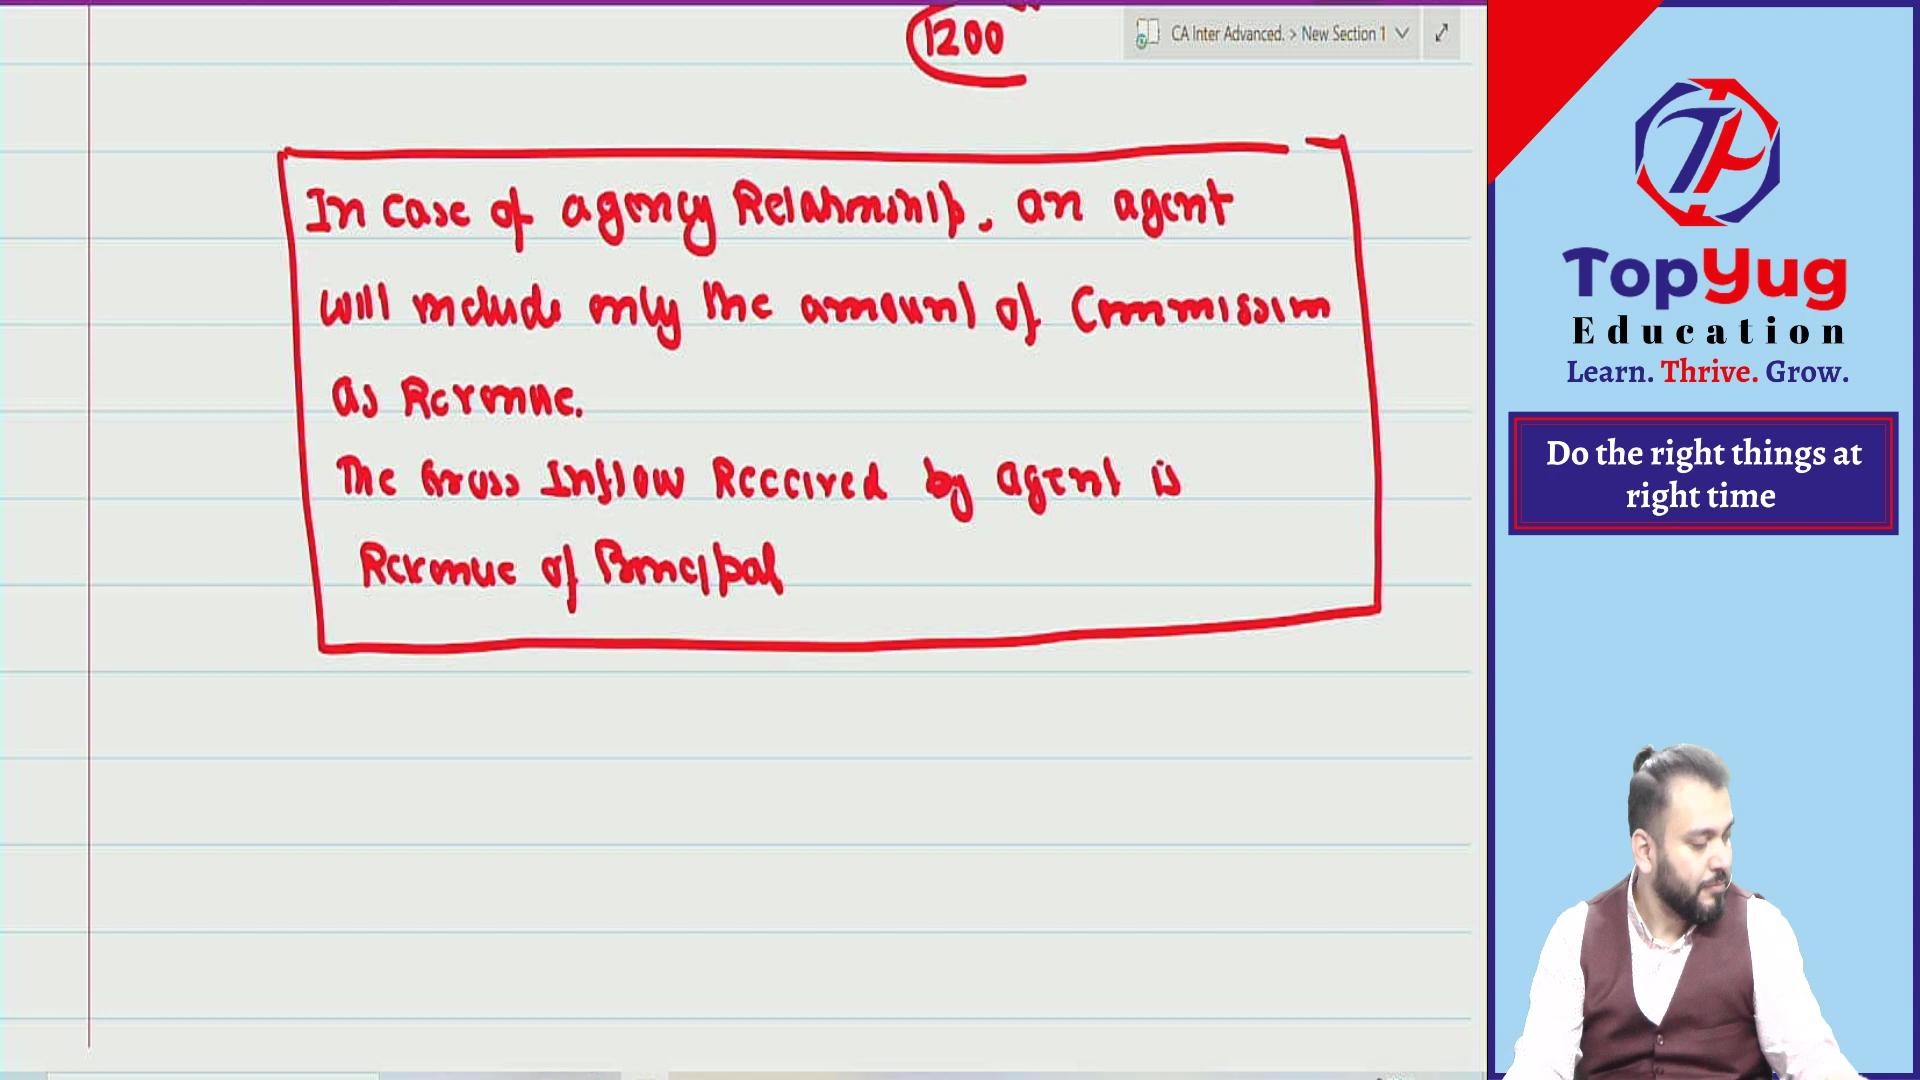 1200
CA Inter Advanced. > New Section 1
In case of agency Relationship, an agent
will include only the amount of Commission
as Revenue.
The Gross Inflow Received by agent is
Revenue of Principal
TopYug
Education
Learn. Thrive. Grow.
Do the right things at
right time